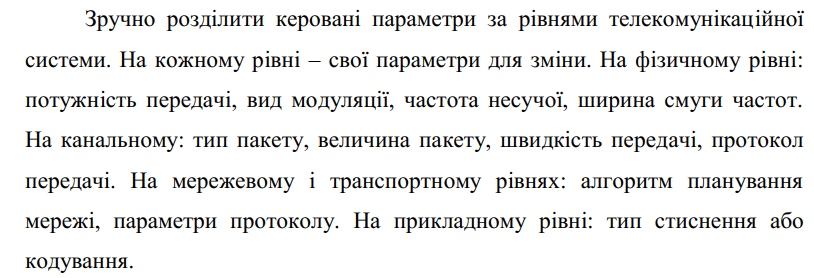 Зручно розділити керовані параметри за рівнями телекомунікаційної
системи. На кожному рівні – свої параметри для зміни. На фізичному рівні:
потужність передачі, вид модуляції, частота несучої, ширина смуги частот.
На канальному: тип пакету, величина пакету, швидкість передачі, протокол
передачі. На мережевому і транспортному рівнях: алгоритм планування
мережі, параметри протоколу. На прикладному рівні: тип стиснення або
кодування.